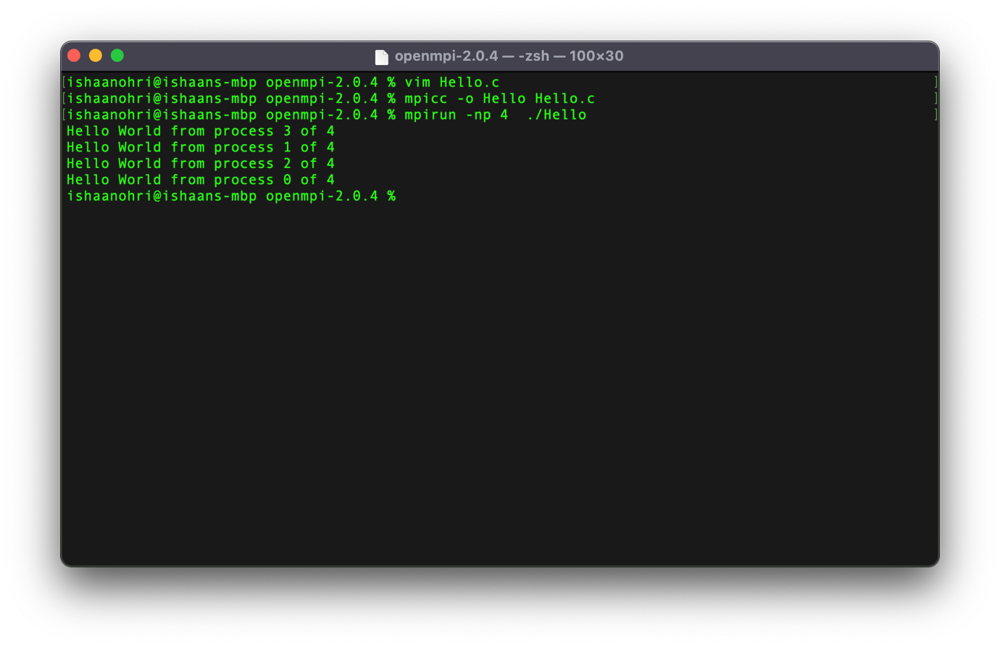 openmpi-2.0.4 — -zsh — 100×30
[ishaanohri@ishaans-mbp openmpi-2.0.4 % vim Hello.c ]
[ishaanohri@ishaans-mbp openmpi-2.0.4 % mpicc -o Hello Hello.c ]
[ishaanohri@ishaans-mbp openmpi-2.0.4 % mpirun -np 4  ./Hello ]
Hello World from process 3 of 4
Hello World from process 1 of 4
Hello World from process 2 of 4
Hello World from process 0 of 4
ishaanohri@ishaans-mbp openmpi-2.0.4 %